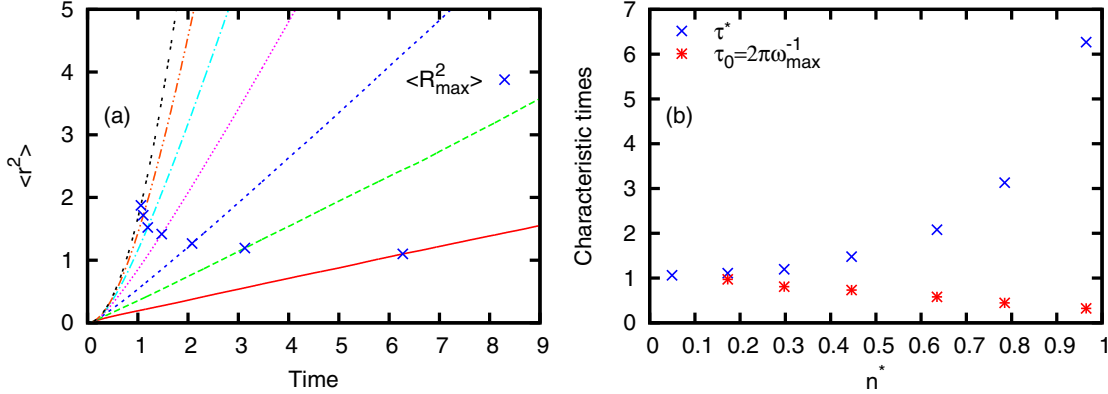 5
4
3
2
1
0
<r²>
(a)
<R²max>
0 1 2 3 4 5 6 7 8 9
Time
7
6
5
4
3
2
1
0
Characteristic times
τ*
τ₀=2πω⁻¹max
(b)
0 0.1 0.2 0.3 0.4 0.5 0.6 0.7 0.8 0.9 1
n*